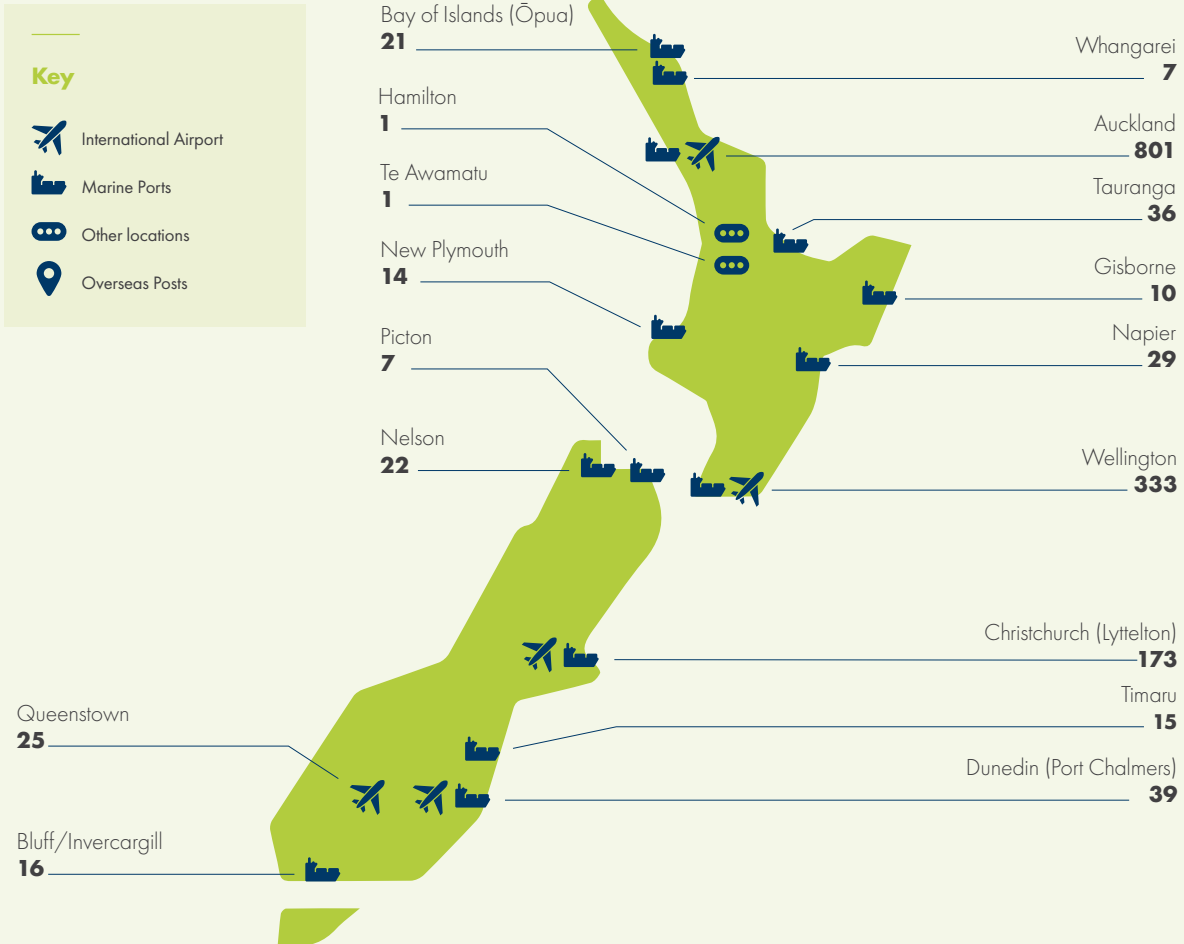 Key
International Airport
Marine Ports
Other locations
Overseas Posts
Bay of Islands (Ōpua)
21
Hamilton
1
Te Awamatu
1
New Plymouth
14
Picton
7
Nelson
22
Queenstown
25
Bluff/Invercargill
16
Whangarei
7
Auckland
801
Tauranga
36
Gisborne
10
Napier
29
Wellington
333
Christchurch (Lyttelton)
173
Timaru
15
Dunedin (Port Chalmers)
39